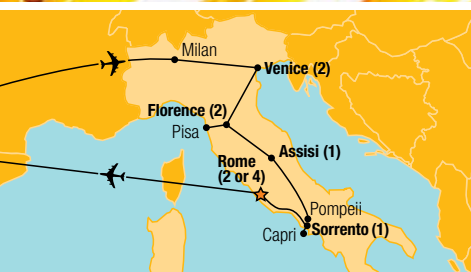 Milan
Venice (2)
Florence (2)
Pisa
Assisi (1)
Rome
(2 or 4)
Pompeii
Capri
Sorrento (1)